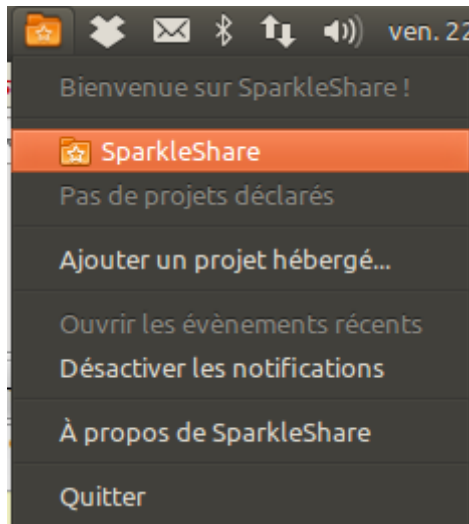 ven. 22
Bienvenue sur SparkleShare !
SparkleShare
Pas de projets déclarés
Ajouter un projet hébergé...
Ouvrir les évènements récents
Désactiver les notifications
À propos de SparkleShare
Quitter